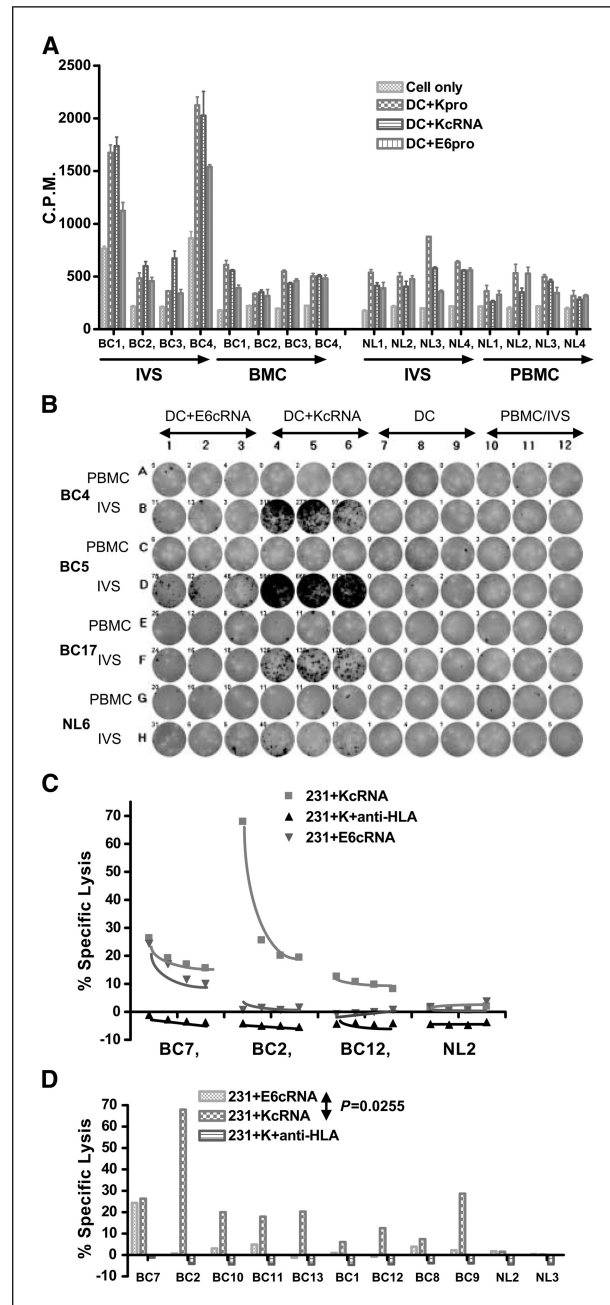 A
2500
2000
1500
1000
500
0
C.P.M.
Cell only
DC+Kpro
DC+KcRNA
DC+E6pro
BC1, BC2, BC3, BC4, BC1, BC2, BC3, BC4, NL1, NL2, NL3, NL4, NL1, NL2, NL3, NL4
IVS BMC IVS PBMC
B
DC+E6cRNA DC+KcRNA DC PBMC/IVS
1 2 3 4 5 6 7 8 9 10 11 12
PBMC A
BC4
IVS B
PBMC C
BC5
IVS D
PBMC E
BC17
IVS F
PBMC G
NL6
IVS H
C
231+KcRNA
231+K+anti-HLA
231+E6cRNA
70
60
50
40
30
20
10
0
-10
% Specific Lysis
BC7, BC2, BC12, NL2
D
231+E6cRNA
231+KcRNA
231+K+anti-HLA
P=0.0255
70
60
50
40
30
20
10
0
-10
% Specific Lysis
BC7 BC2 BC10 BC11 BC13 BC1 BC12 BC8 BC9 NL2 NL3